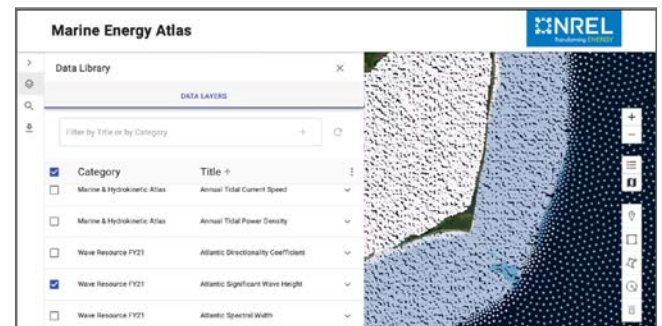 Marine Energy Atlas
NREL
Transforming ENERGY
Data Library
DATA LAYERS
Filter by Title or by Category
Category Title
Marine & Hydrokinetic Atlas Annual Tidal Current Speed
Marine & Hydrokinetic Atlas Annual Tidal Power Density
Wave Resource FY21 Atlantic Directionality Coefficient
Wave Resource FY21 Atlantic Significant Wave Height
Wave Resource FY21 Atlantic Spectral Width